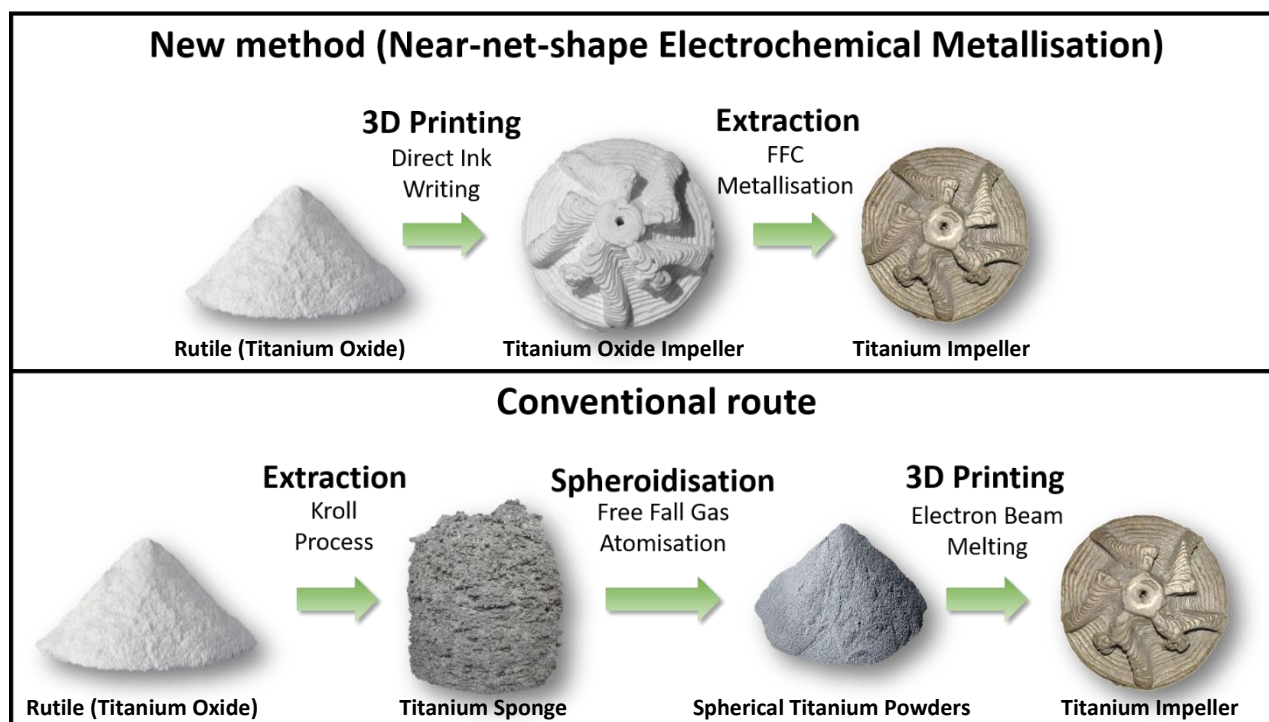 New method (Near-net-shape Electrochemical Metallisation)
3D Printing
Direct Ink
Writing
Extraction
FFC
Metallisation
Rutile (Titanium Oxide)
Titanium Oxide Impeller
Titanium Impeller
Conventional route
Extraction
Kroll
Process
Spheroidisation
Free Fall Gas
Atomisation
3D Printing
Electron Beam
Melting
Rutile (Titanium Oxide)
Titanium Sponge
Spherical Titanium Powders
Titanium Impeller